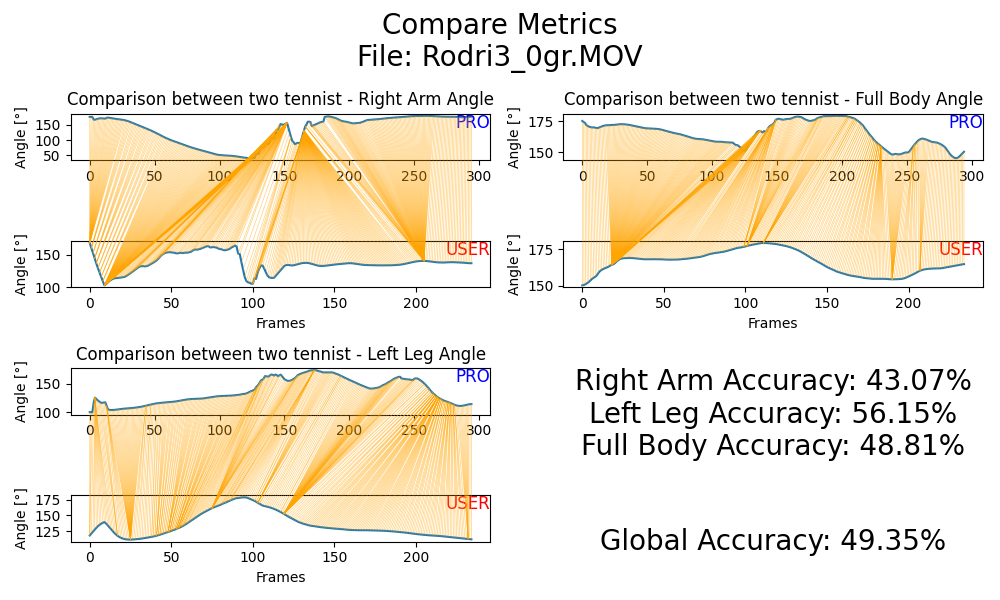 Compare Metrics
File: Rodri3_0gr.MOV
Comparison between two tennist - Right Arm Angle
Angle [°]
150
100
50
PRO
0 50 100 150 200 250 300
Angle [°]
150
100
USER
0 50 100 150 200
Frames
Comparison between two tennist - Full Body Angle
Angle [°]
175
150
PRO
0 50 100 150 200 250 300
Angle [°]
175
150
USER
0 50 100 150 200
Frames
Comparison between two tennist - Left Leg Angle
Angle [°]
150
100
PRO
0 50 100 150 200 250 300
Angle [°]
175
150
125
USER
0 50 100 150 200
Frames
Right Arm Accuracy: 43.07%
Left Leg Accuracy: 56.15%
Full Body Accuracy: 48.81%
Global Accuracy: 49.35%